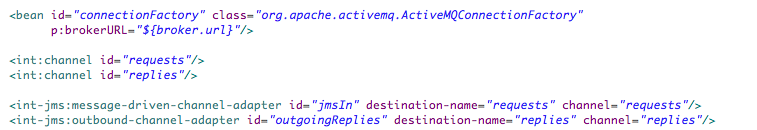 <bean id="connectionFactory" class="org.apache.activemq.ActiveMQConnectionFactory"
p:brokerURL="${broker.url}"/>
<int:channel id="requests"/>
<int:channel id="replies"/>
<int-jms:message-driven-channel-adapter id="jmsIn" destination-name="requests" channel="requests"/>
<int-jms:outbound-channel-adapter id="outgoingReplies" destination-name="replies" channel="replies"/>